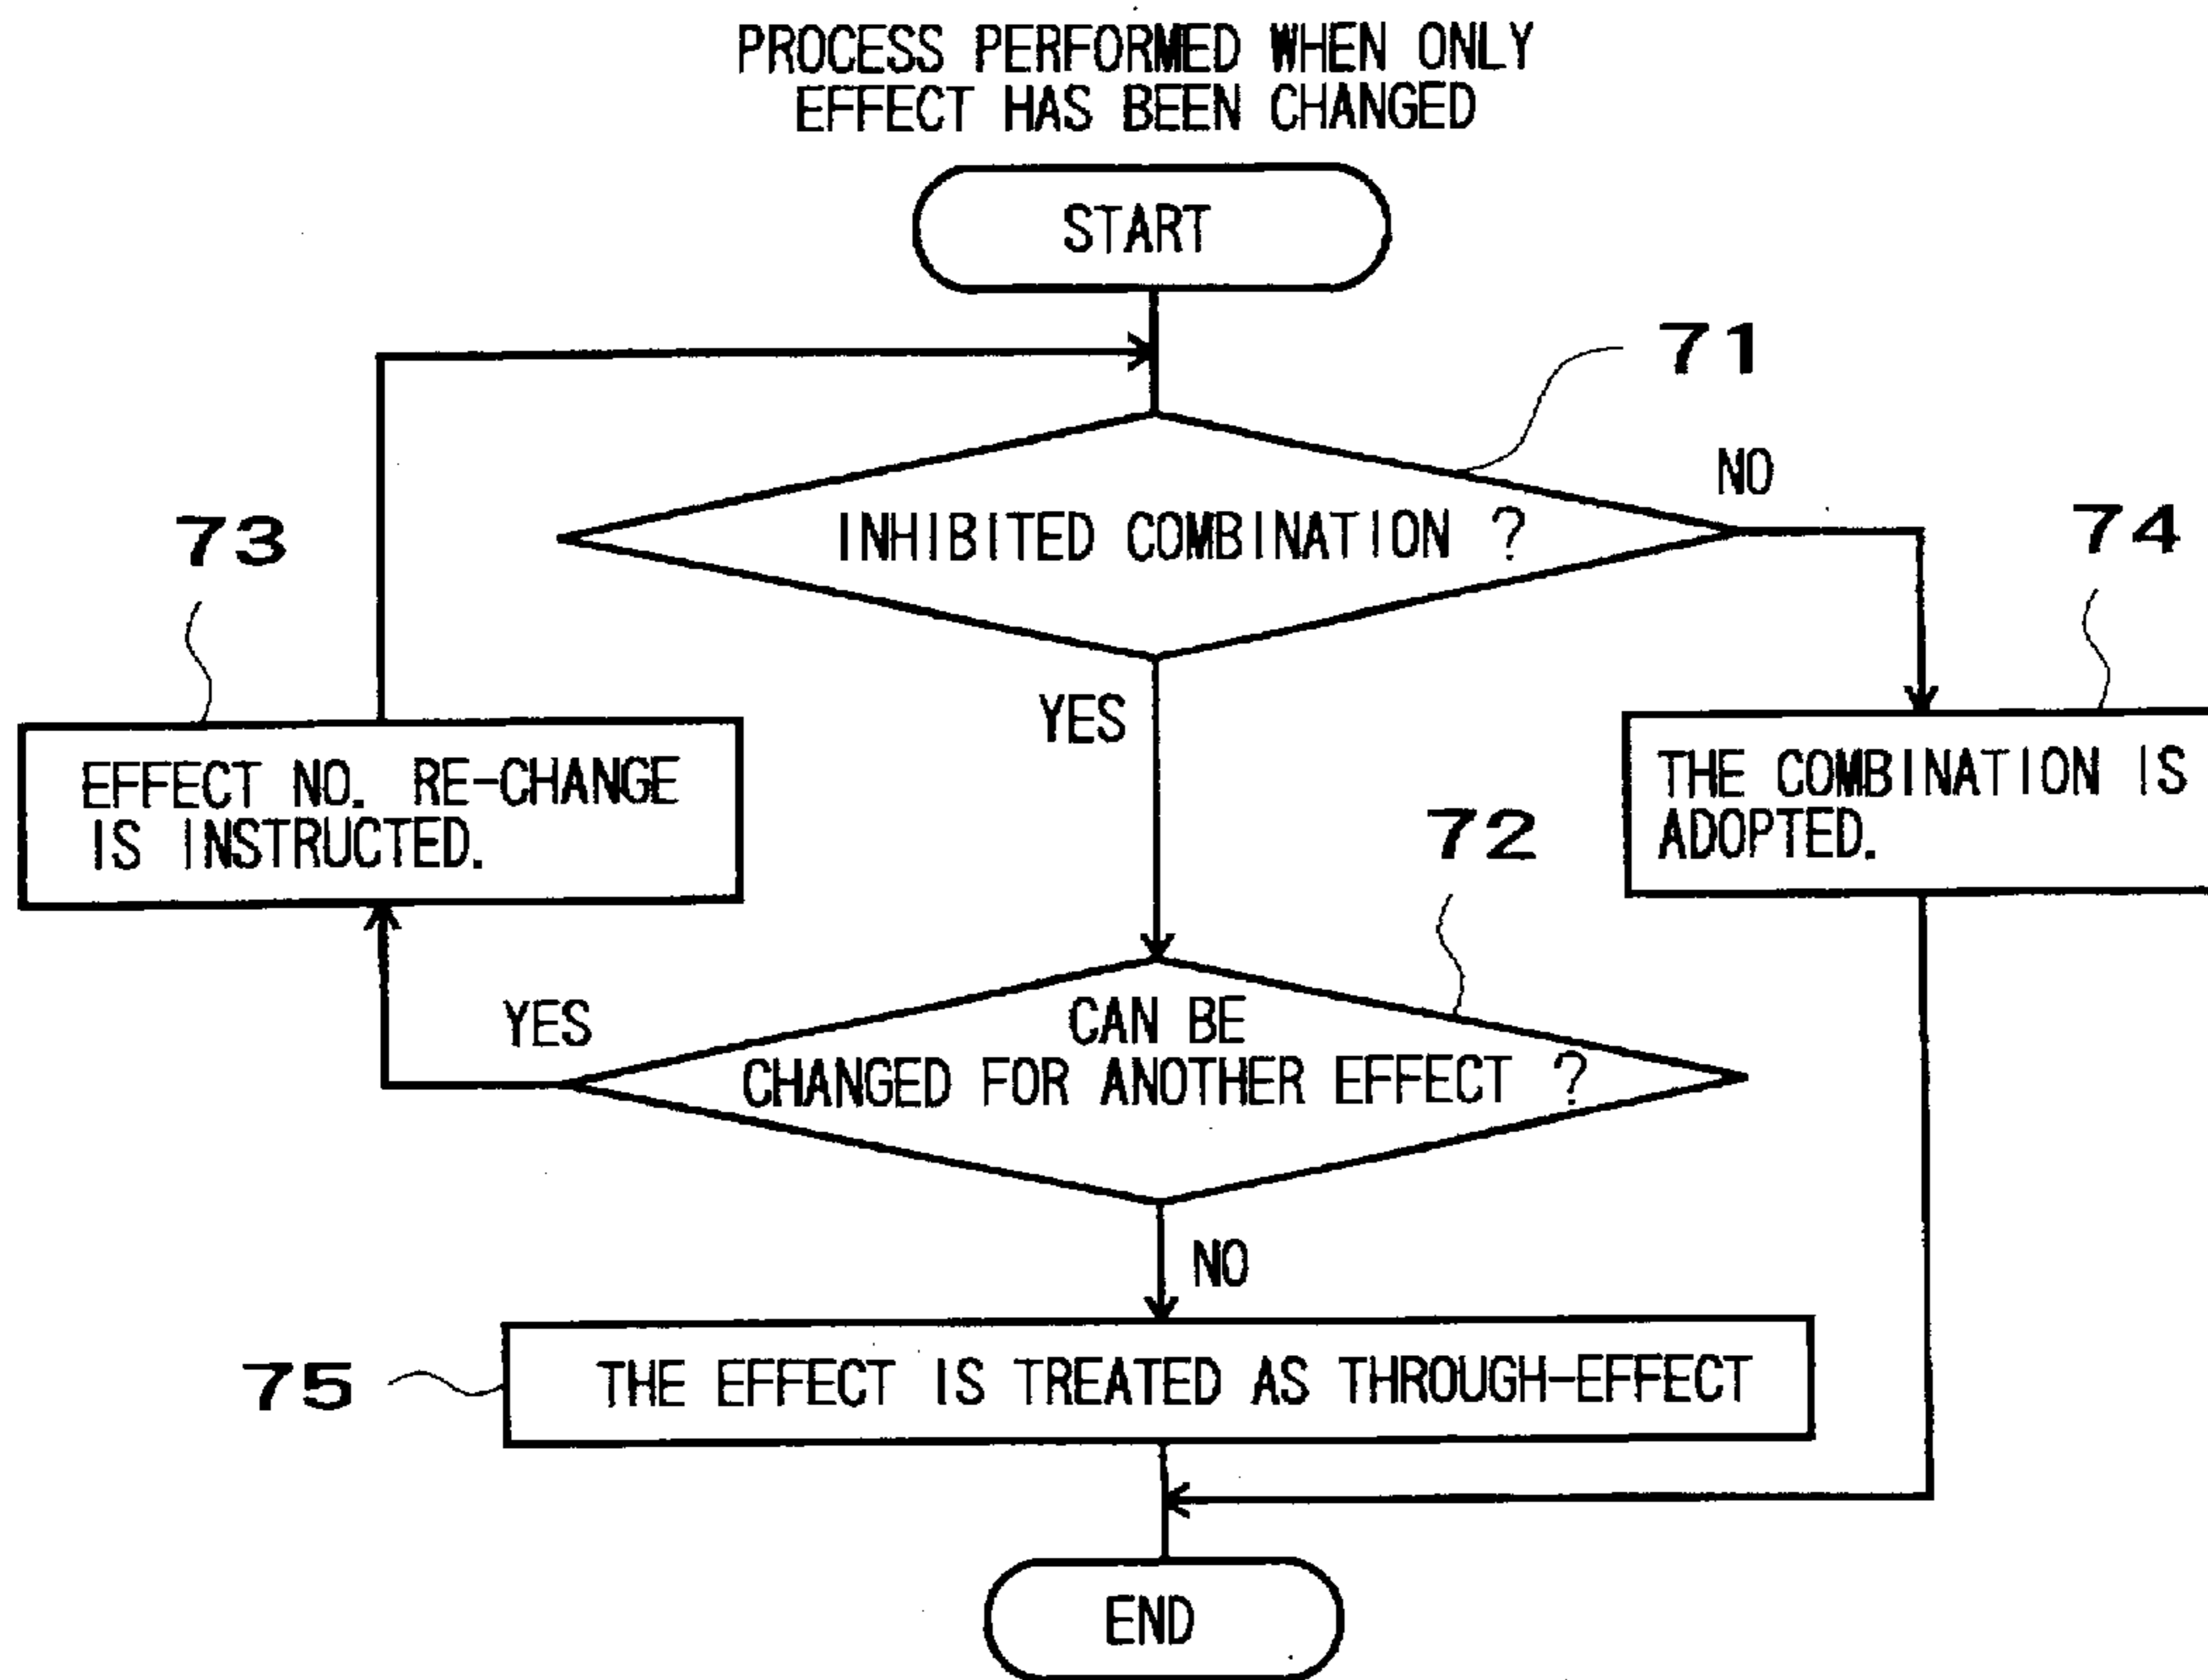 PROCESS PERFORMED WHEN ONLY
EFFECT HAS BEEN CHANGED
START
71
INHIBITED COMBINATION ?
NO
73
74
YES
EFFECT NO. RE-CHANGE
IS INSTRUCTED.
THE COMBINATION IS
ADOPTED.
72
YES
CAN BE
CHANGED FOR ANOTHER EFFECT ?
NO
75
THE EFFECT IS TREATED AS THROUGH-EFFECT
END